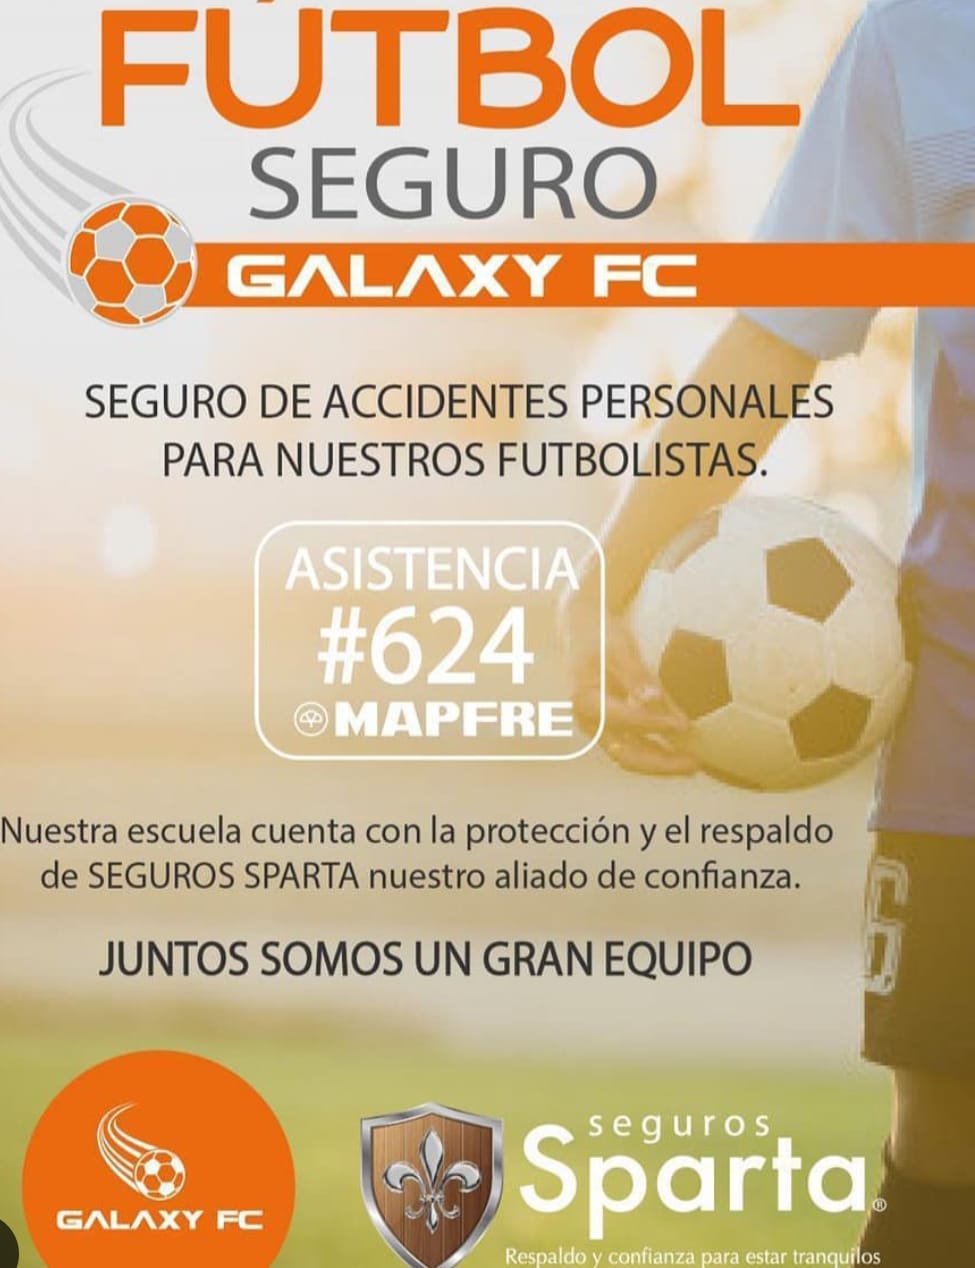 FÚTBOL
SEGURO
GALAXY FC
SEGURO DE ACCIDENTES PERSONALES
PARA NUESTROS FUTBOLISTAS.
ASISTENCIA
#624
MAPFRE
Nuestra escuela cuenta con la protección y el respaldo
de SEGUROS SPARTA nuestro aliado de confianza.
JUNTOS SOMOS UN GRAN EQUIPO
GALAXY FC
seguros
Sparta®
Respaldo y confianza para estar tranquilos